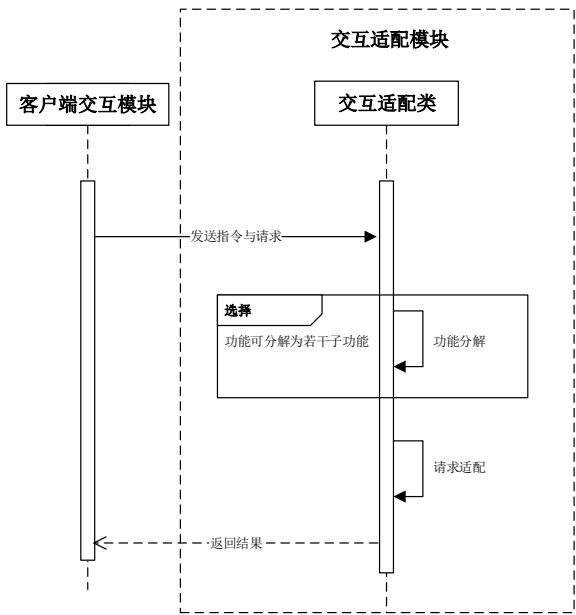 交互适配模块
客户端交互模块
交互适配类
发送指令与请求
选择
功能可分解为若干子功能
功能分解
请求适配
返回结果